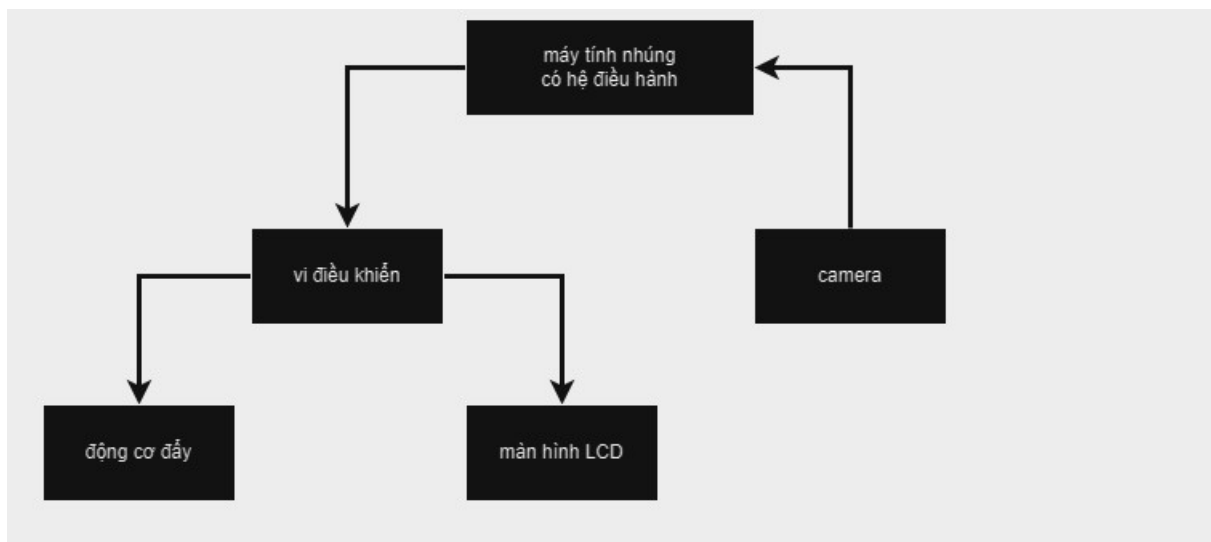 máy tính nhúng
có hệ điều hành
vi điều khiển
camera
động cơ đẩy
màn hình LCD